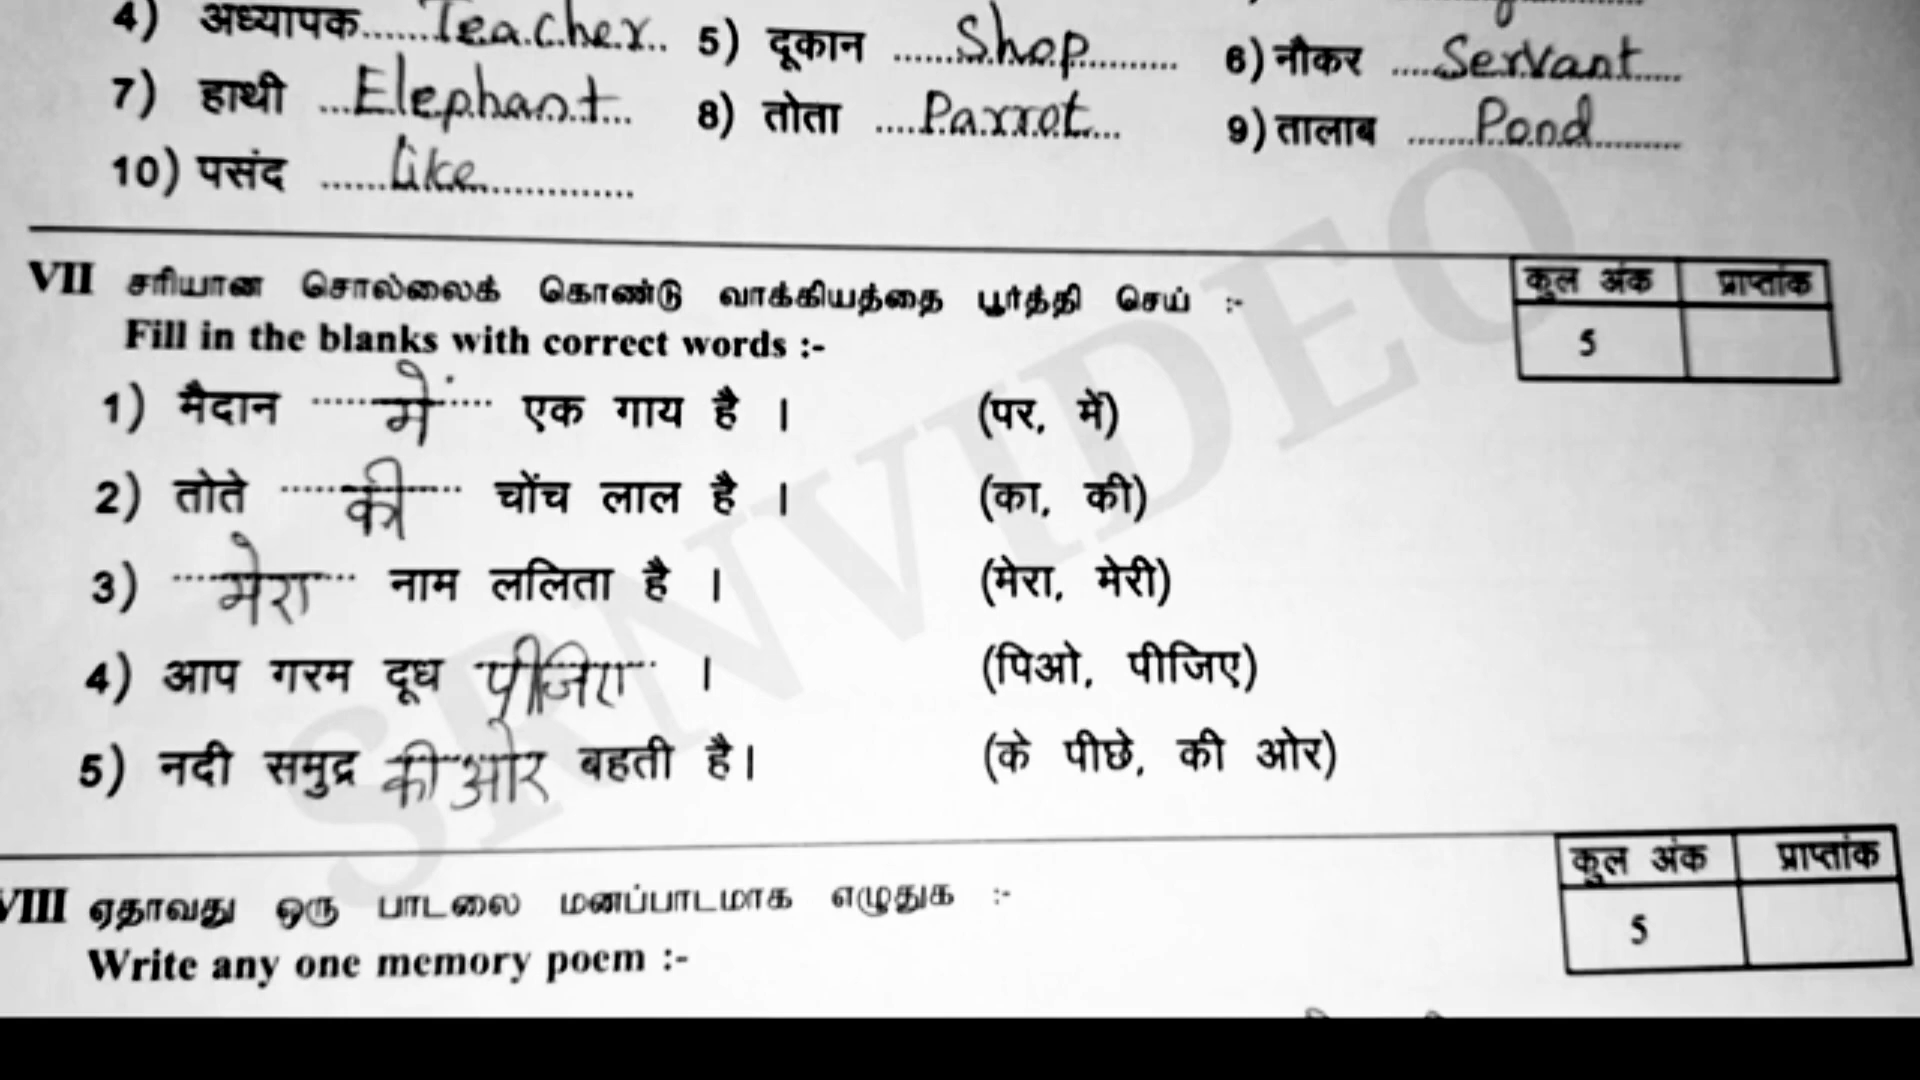 4) अध्यापक.......Teacher.. 5) दूकान .......Shop........... 6) नौकर .....Servant....
7) हाथी ...Elephant... 8) तोता ....Parrot... 9) तालाब .......Pond.........
10) पसंद ......like...............
VII சரியான சொல்லைக் கொண்டு வாக்கியத்தை பூர்த்தி செய் :- कुल अंक प्राप्तांक
Fill in the blanks with correct words :- 5
1) मैदान में एक गाय है । (पर, में)
2) तोते की चोंच लाल है । (का, की)
3) मेरा नाम ललिता है । (मेरा, मेरी)
4) आप गरम दूध पीजिए । (पिओ, पीजिए)
5) नदी समुद्र की ओर बहती है। (के पीछे, की ओर)
VIII ஏதாவது ஒரு பாடலை மனப்பாடமாக எழுதுக :- कुल अंक प्राप्तांक
Write any one memory poem :- 5
SRNVIDEO